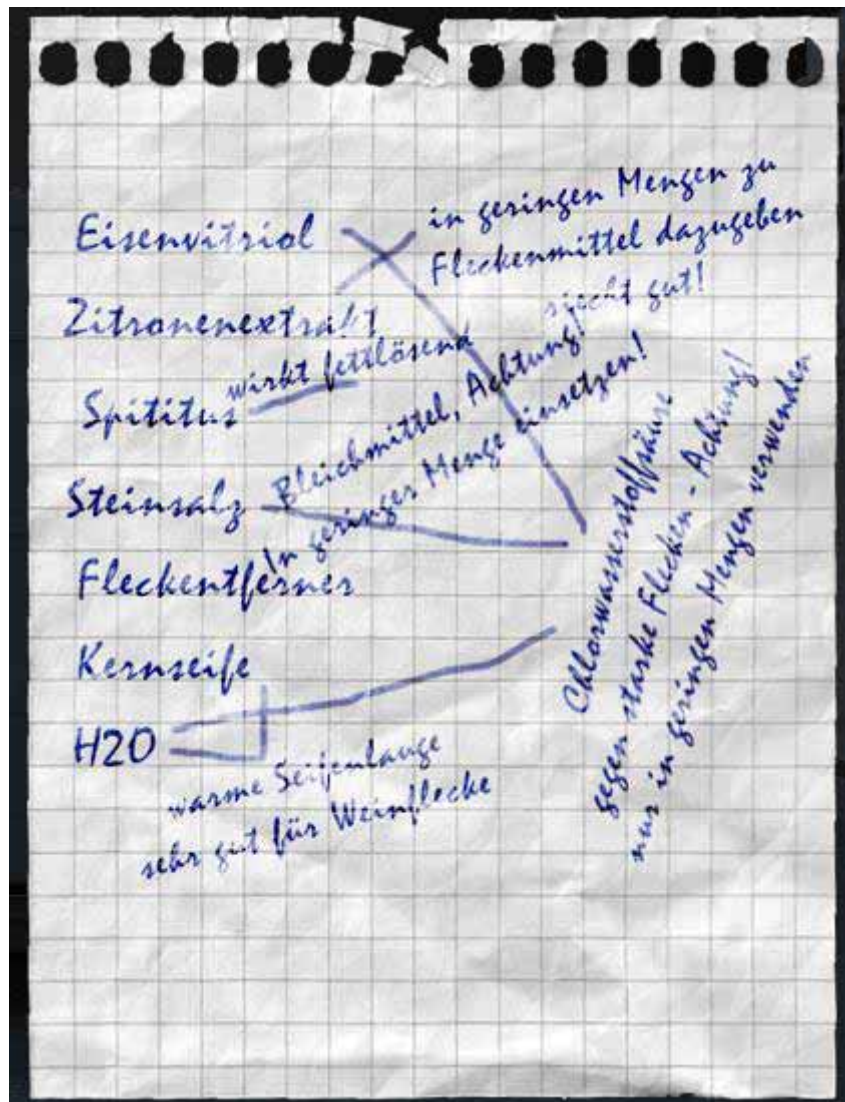 in geringen Mengen zu
Fleckenmittel dazugeben
riecht gut!
Eisenvitriol
Zitronenextrakt
wirkt fettlösend
Spititus
Bleichmittel, Achtung!
In geringer Menge einsetzen!
Steinsalz
Fleckentferner
Kernseife
H2O
warme Seifenlauge
sehr gut für Weinflecke
Chlorwasserstoffsäure
gegen starke Flecken - Achtung!
nur in geringen Mengen verwenden